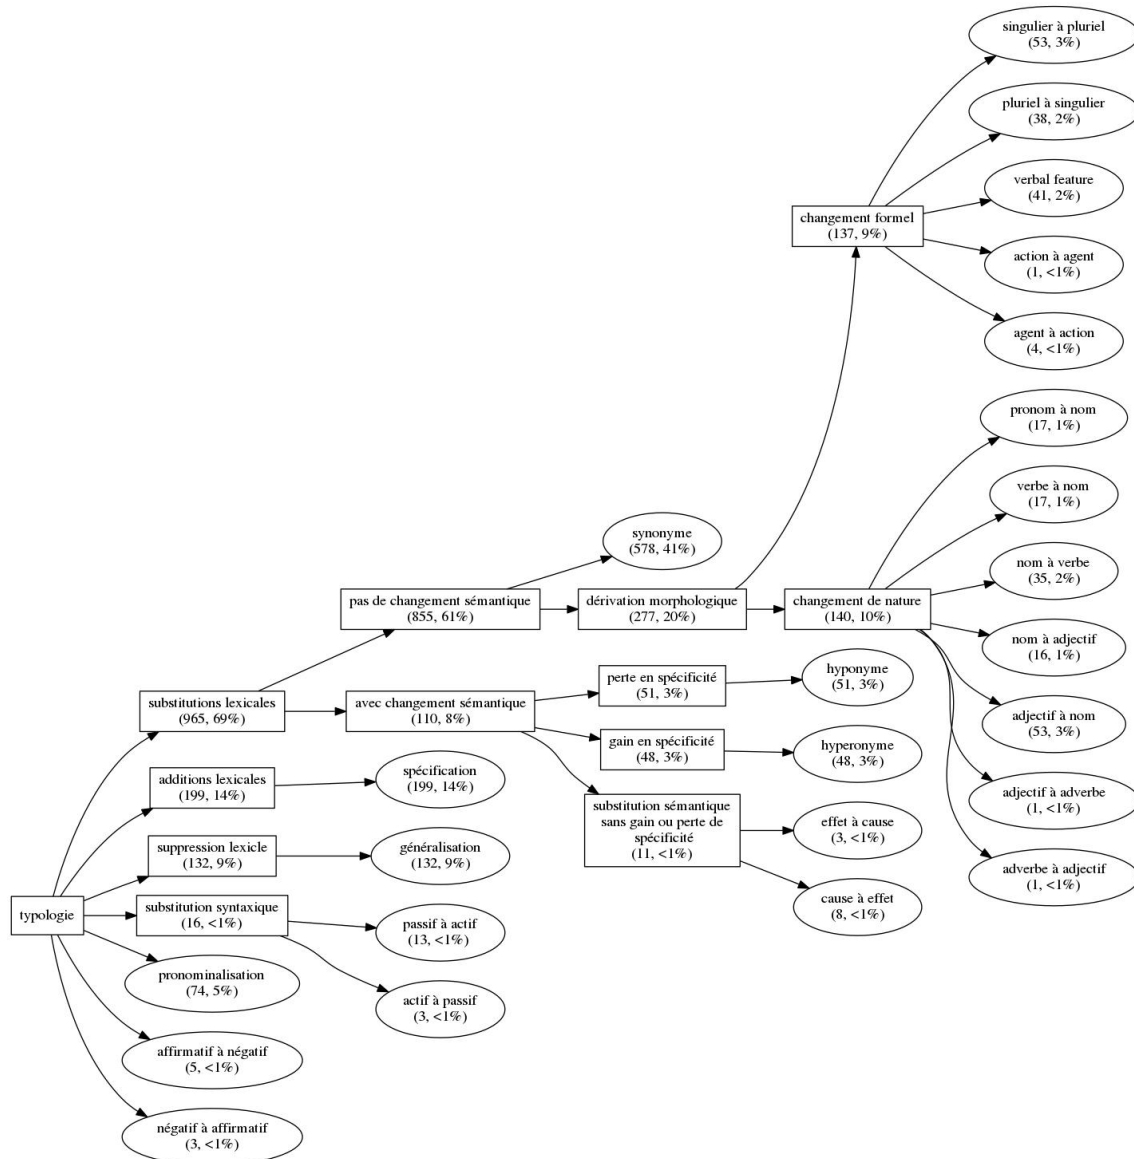 singulier à pluriel
(53, 3%)
pluriel à singulier
(38, 2%)
verbal feature
(41, 2%)
changement formel
(137, 9%)
action à agent
(1, <1%)
agent à action
(4, <1%)
pronom à nom
(17, 1%)
verbe à nom
(17, 1%)
synonyme
(578, 41%)
nom à verbe
(35, 2%)
pas de changement sémantique
(855, 61%)
dérivation morphologique
(277, 20%)
changement de nature
(140, 10%)
nom à adjectif
(16, 1%)
adjectif à nom
(53, 3%)
adjectif à adverbe
(1, <1%)
adverbe à adjectif
(1, <1%)
substitutions lexicales
(965, 69%)
avec changement sémantique
(110, 8%)
perte en spécificité
(51, 3%)
hyponyme
(51, 3%)
gain en spécificité
(48, 3%)
hyperonyme
(48, 3%)
substitution sémantique
sans gain ou perte de
spécificité
(11, <1%)
effet à cause
(3, <1%)
cause à effet
(8, <1%)
additions lexicales
(199, 14%)
spécification
(199, 14%)
suppression lexicle
(132, 9%)
généralisation
(132, 9%)
typologie
substitution syntaxique
(16, <1%)
passif à actif
(13, <1%)
actif à passif
(3, <1%)
pronominalisation
(74, 5%)
affirmatif à négatif
(5, <1%)
négatif à affirmatif
(3, <1%)